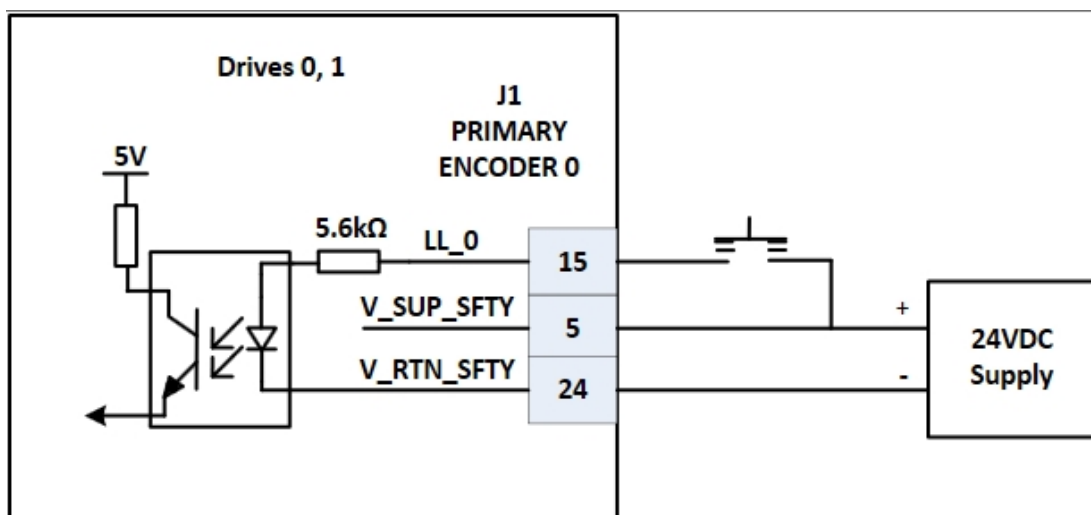 Drives 0, 1
J1
PRIMARY
ENCODER 0
5V
5.6kΩ
LL_0
15
V_SUP_SFTY
5
+
V_RTN_SFTY
24
-
24VDC
Supply